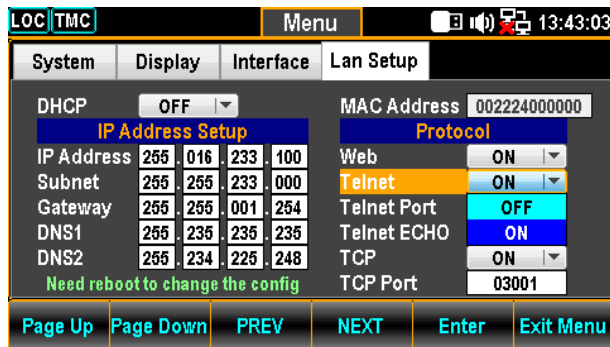 LOC TMC Menu 13:43:03
System Display Interface Lan Setup
DHCP OFF MAC Address 002224000000
IP Address Setup Protocol
IP Address 255 . 016 . 233 . 100 Web ON
Subnet 255 . 255 . 233 . 000 Telnet ON
Gateway 255 . 255 . 001 . 254 Telnet Port OFF
DNS1 255 . 235 . 235 . 235 Telnet ECHO ON
DNS2 255 . 234 . 225 . 248 TCP ON
Need reboot to change the config TCP Port 03001
Page Up Page Down PREV NEXT Enter Exit Menu